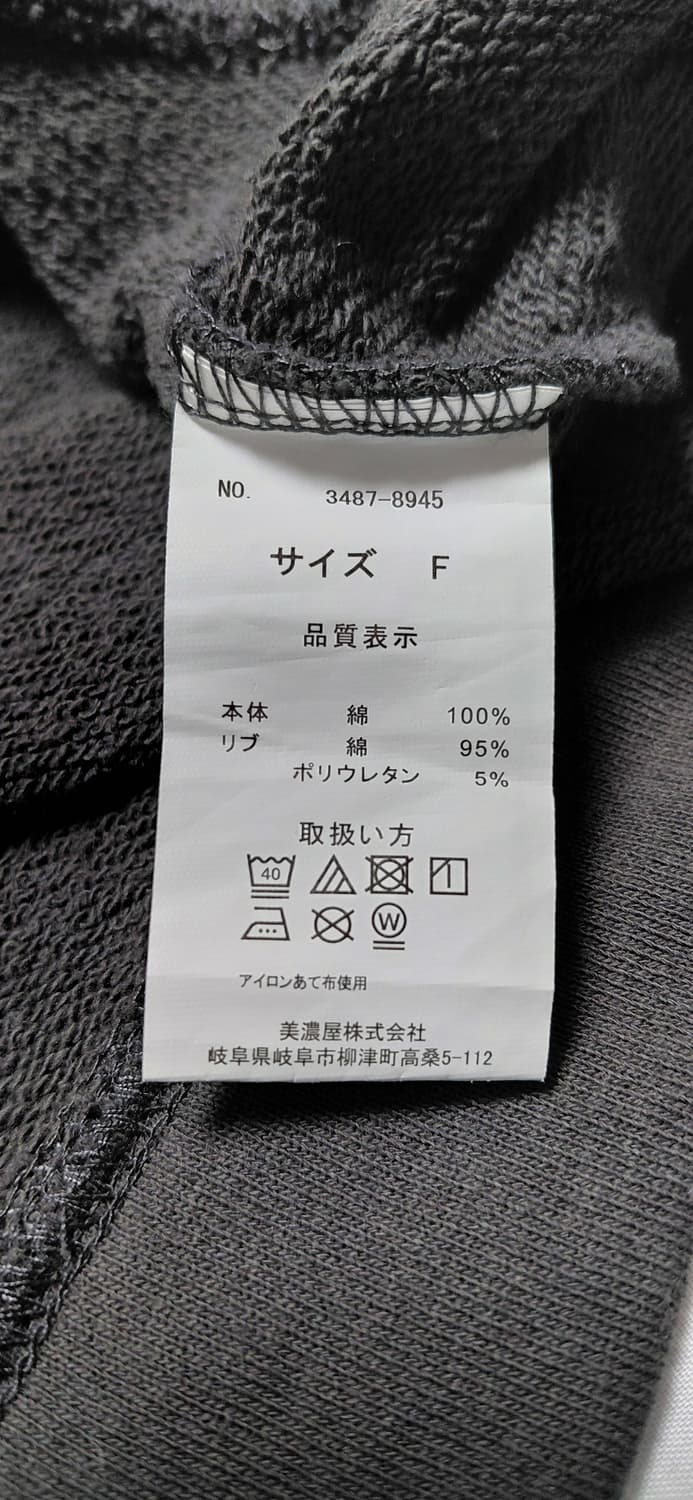 NO. 3487-8945
サイズ F
品質表示
本体 綿 100%
リブ 綿 95%
ポリウレタン 5%
取扱い方
40
W
アイロンあて布使用
美濃屋株式会社
岐阜県岐阜市柳津町高桑5-112